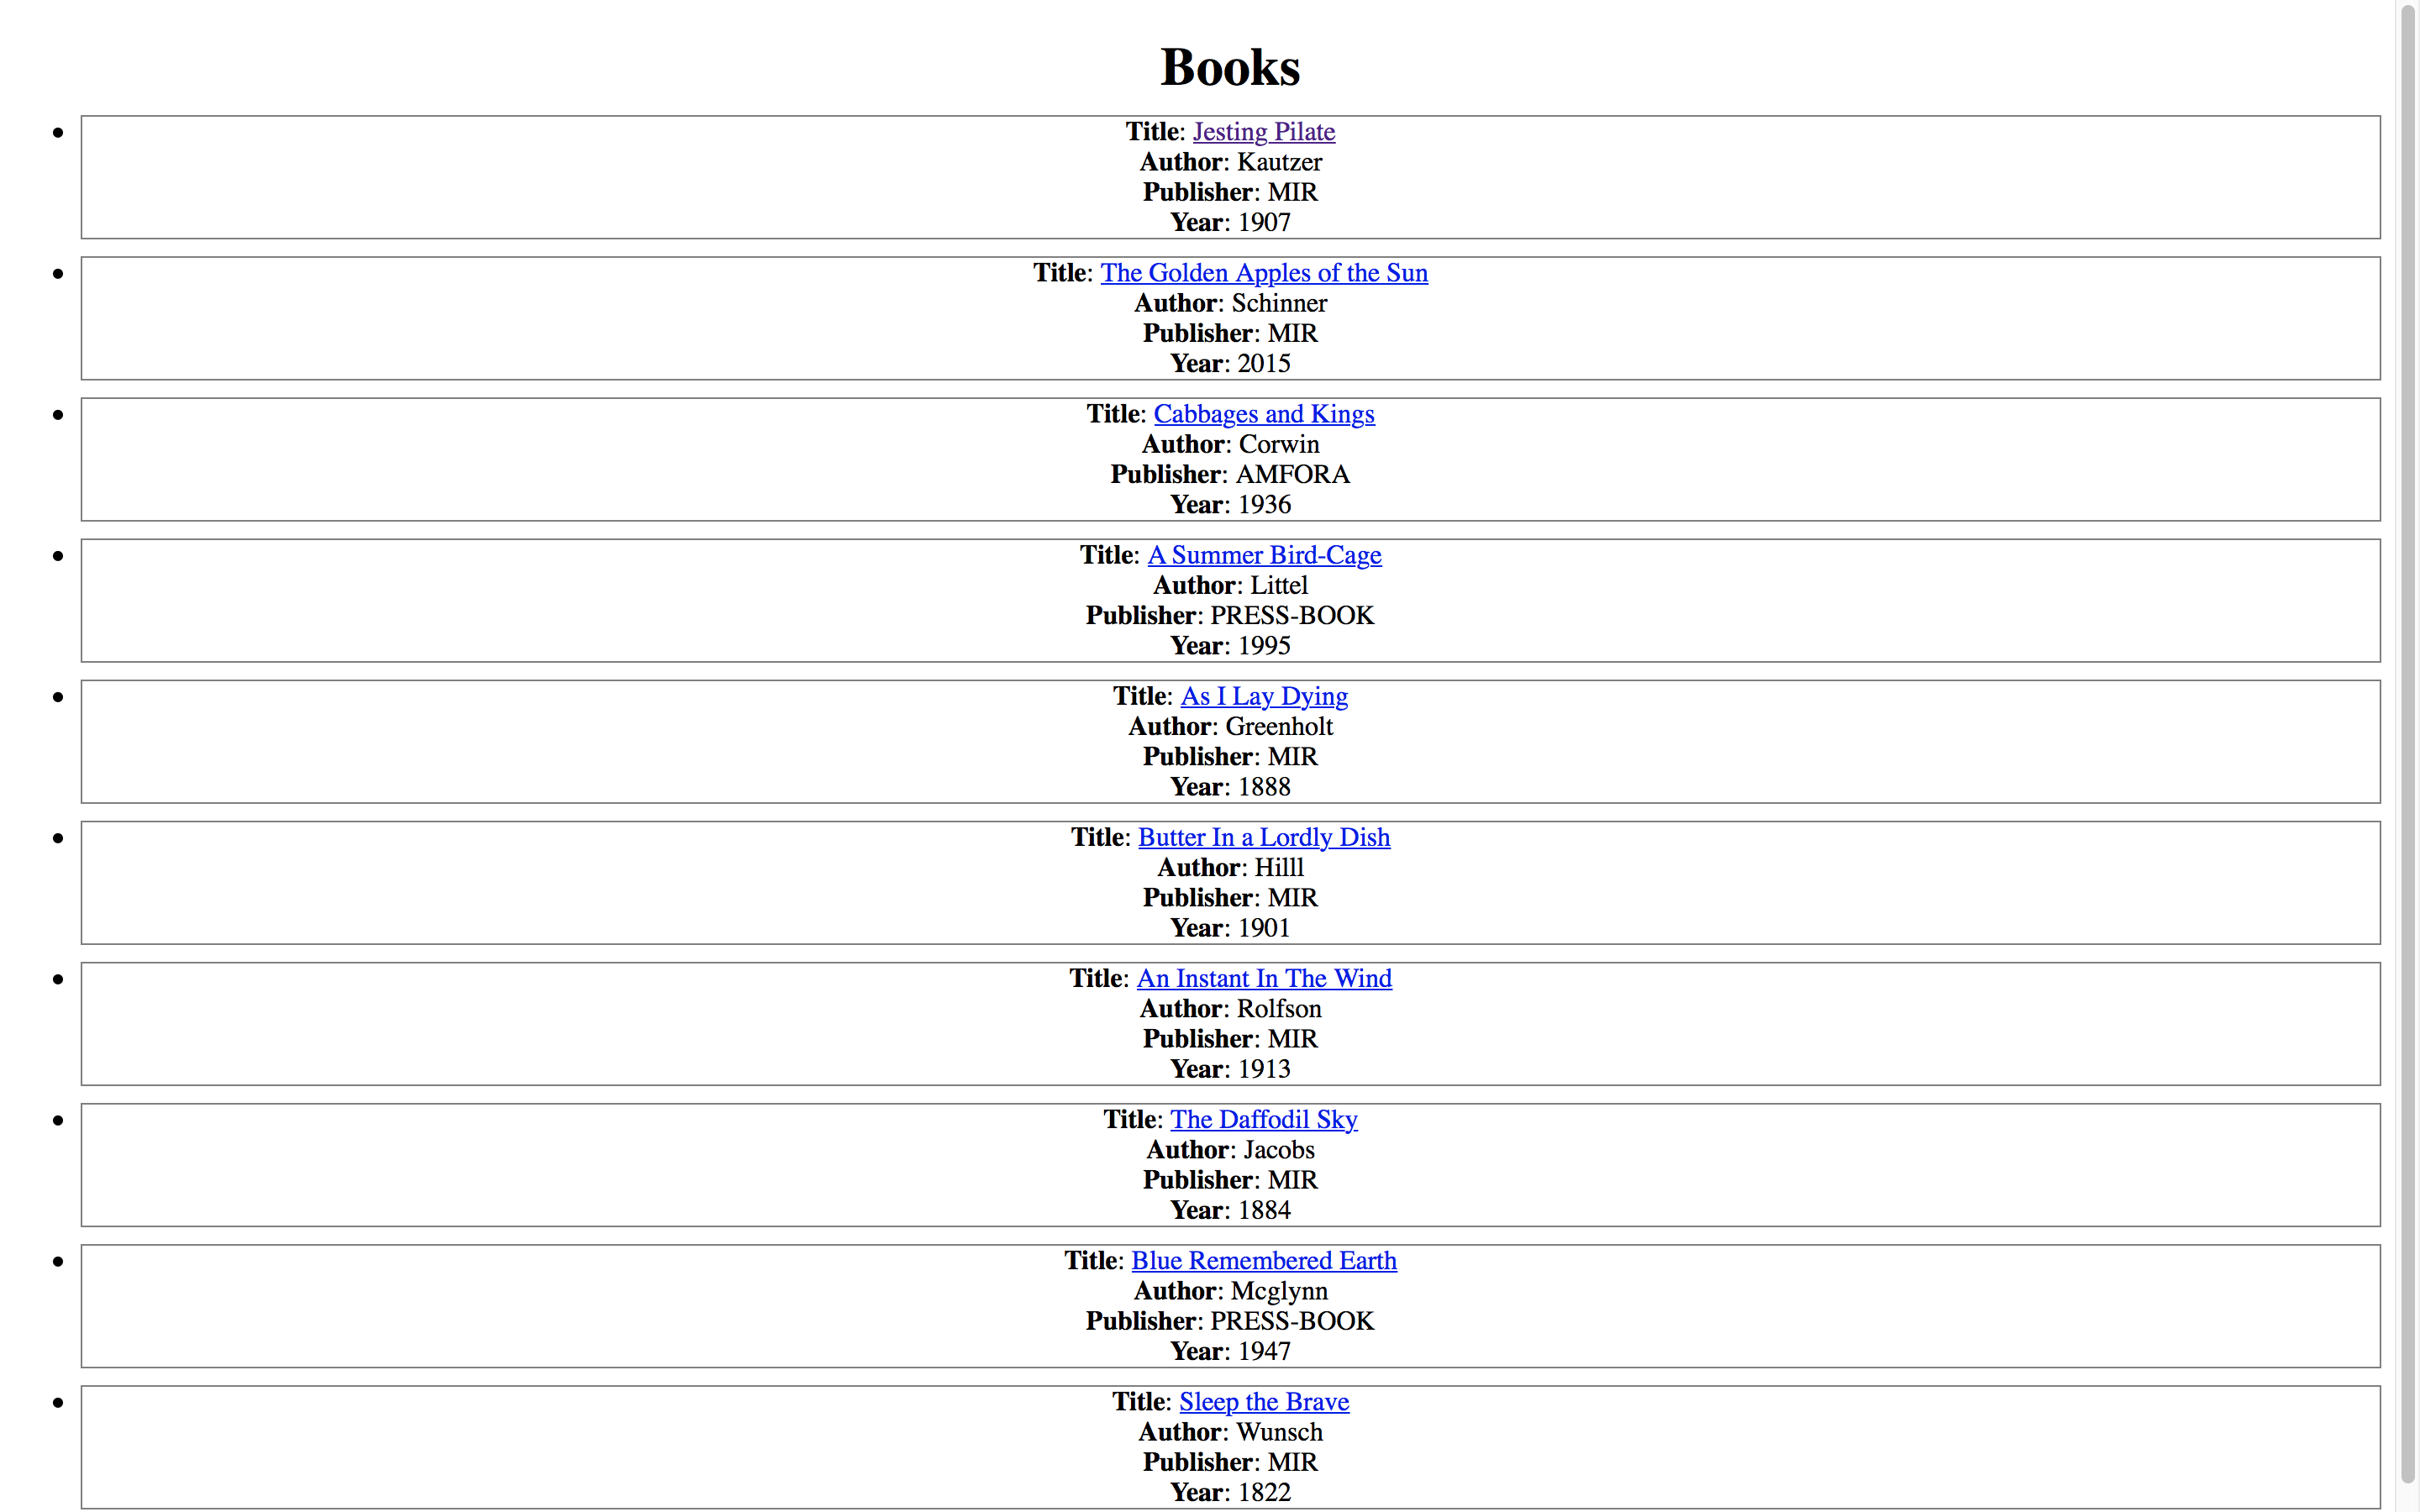 Books
Title: Jesting Pilate
Author: Kautzer
Publisher: MIR
Year: 1907
Title: The Golden Apples of the Sun
Author: Schinner
Publisher: MIR
Year: 2015
Title: Cabbages and Kings
Author: Corwin
Publisher: AMFORA
Year: 1936
Title: A Summer Bird-Cage
Author: Littel
Publisher: PRESS-BOOK
Year: 1995
Title: As I Lay Dying
Author: Greenholt
Publisher: MIR
Year: 1888
Title: Butter In a Lordly Dish
Author: Hilll
Publisher: MIR
Year: 1901
Title: An Instant In The Wind
Author: Rolfson
Publisher: MIR
Year: 1913
Title: The Daffodil Sky
Author: Jacobs
Publisher: MIR
Year: 1884
Title: Blue Remembered Earth
Author: Mcglynn
Publisher: PRESS-BOOK
Year: 1947
Title: Sleep the Brave
Author: Wunsch
Publisher: MIR
Year: 1822